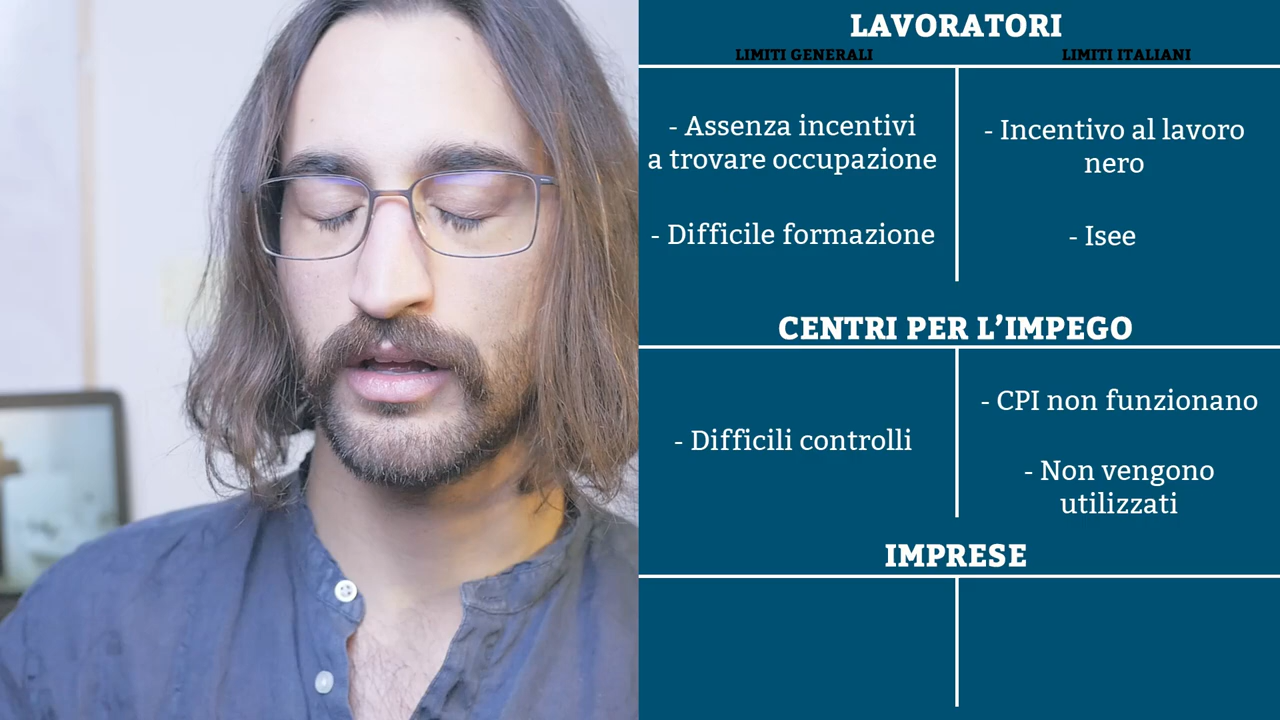 LAVORATORI
LIMITI GENERALI
LIMITI ITALIANI
- Assenza incentivi
a trovare occupazione
- Difficile formazione
- Incentivo al lavoro
nero
- Isee
CENTRI PER L’IMPEGO
- Difficili controlli
- CPI non funzionano
- Non vengono
utilizzati
IMPRESE